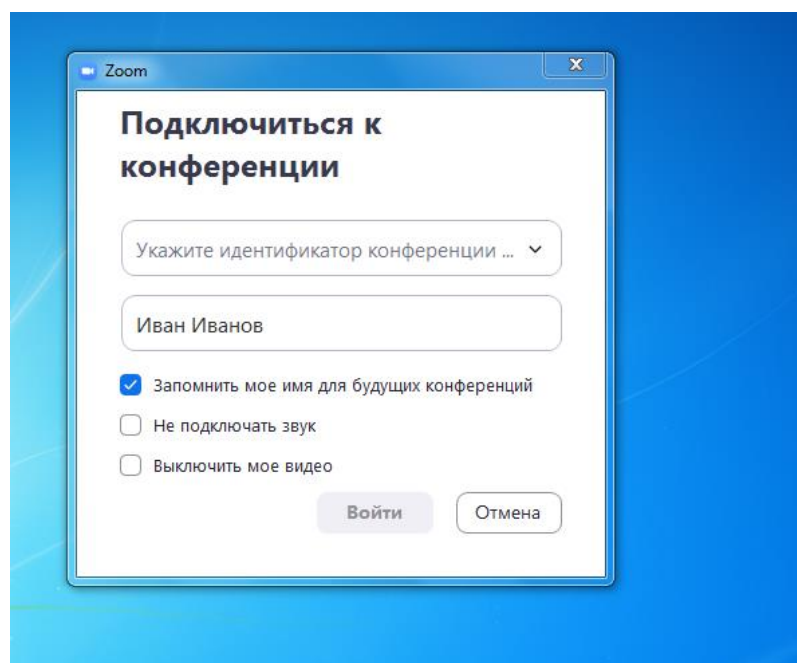 Zoom
Подключиться к
конференции
Укажите идентификатор конференции ...
Иван Иванов
Запомнить мое имя для будущих конференций
Не подключать звук
Выключить мое видео
Войти Отмена